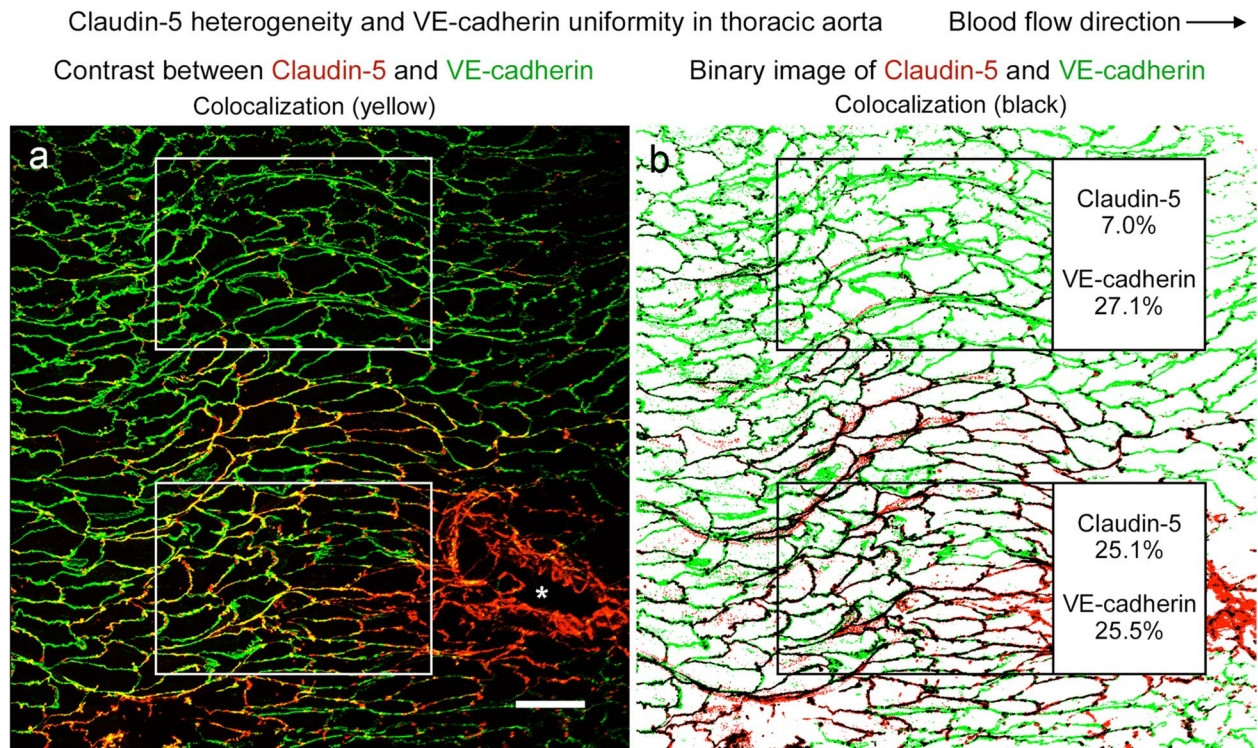 Claudin-5 heterogeneity and VE-cadherin uniformity in thoracic aorta
Blood flow direction
Contrast between Claudin-5 and VE-cadherin
Colocalization (yellow)
Binary image of Claudin-5 and VE-cadherin
Colocalization (black)
a
*
b
Claudin-5
7.0%
VE-cadherin
27.1%
Claudin-5
25.1%
VE-cadherin
25.5%